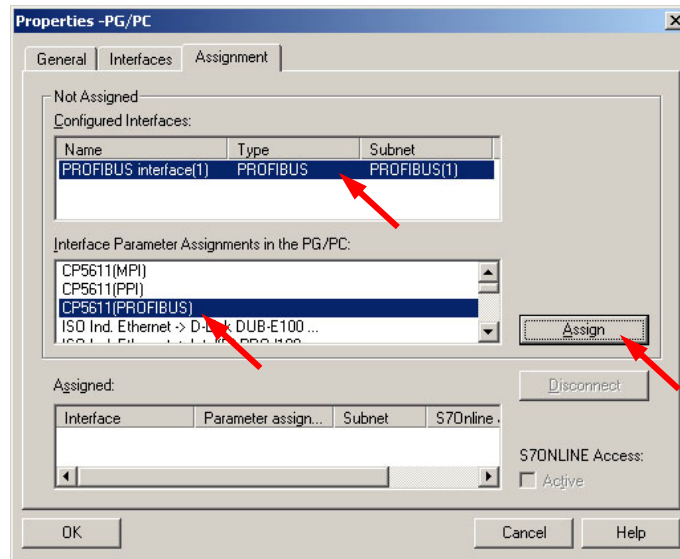 Properties -PG/PC
General Interfaces Assignment
Not Assigned
Configured Interfaces:
Name Type Subnet
PROFIBUS interface(1) PROFIBUS PROFIBUS(1)
Interface Parameter Assignments in the PG/PC:
CP5611(MPI)
CP5611(PPI)
CP5611(PROFIBUS)
ISO Ind. Ethernet -> D-Link DUB-E100 ...
Assign
Assigned:
Disconnect
Interface Parameter assign... Subnet S7Online
S7ONLINE Access:
Active
OK Cancel Help